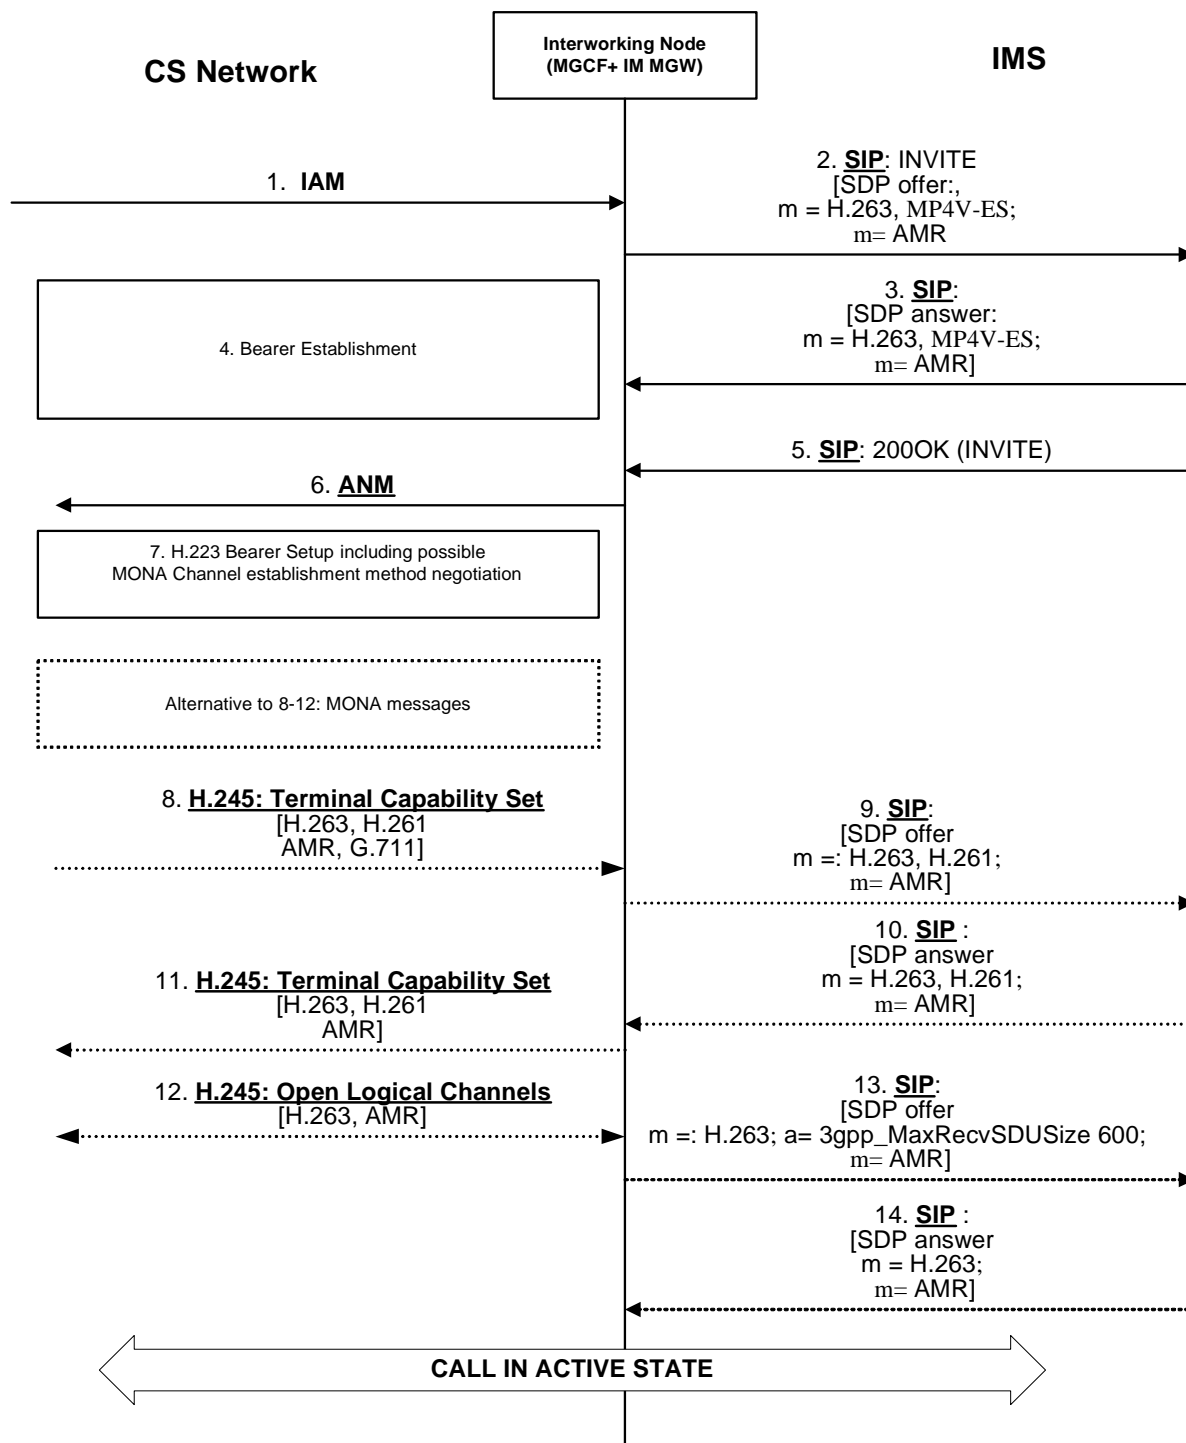 CS Network
Interworking Node
(MGCF+ IM MGW)
IMS
1. IAM
2. SIP: INVITE
[SDP offer:,
m = H.263, MP4V-ES;
m= AMR
3. SIP:
[SDP answer:
m = H.263, MP4V-ES;
m= AMR]
4. Bearer Establishment
5. SIP: 200OK (INVITE)
6. ANM
7. H.223 Bearer Setup including possible
MONA Channel establishment method negotiation
Alternative to 8-12: MONA messages
8. H.245: Terminal Capability Set
[H.263, H.261
AMR, G.711]
9. SIP:
[SDP offer
m =: H.263, H.261;
m= AMR]
10. SIP :
[SDP answer
m = H.263, H.261;
m= AMR]
11. H.245: Terminal Capability Set
[H.263, H.261
AMR]
12. H.245: Open Logical Channels
[H.263, AMR]
13. SIP:
[SDP offer
m =: H.263; a= 3gpp_MaxRecvSDUSize 600;
m= AMR]
14. SIP :
[SDP answer
m = H.263;
m= AMR]
CALL IN ACTIVE STATE